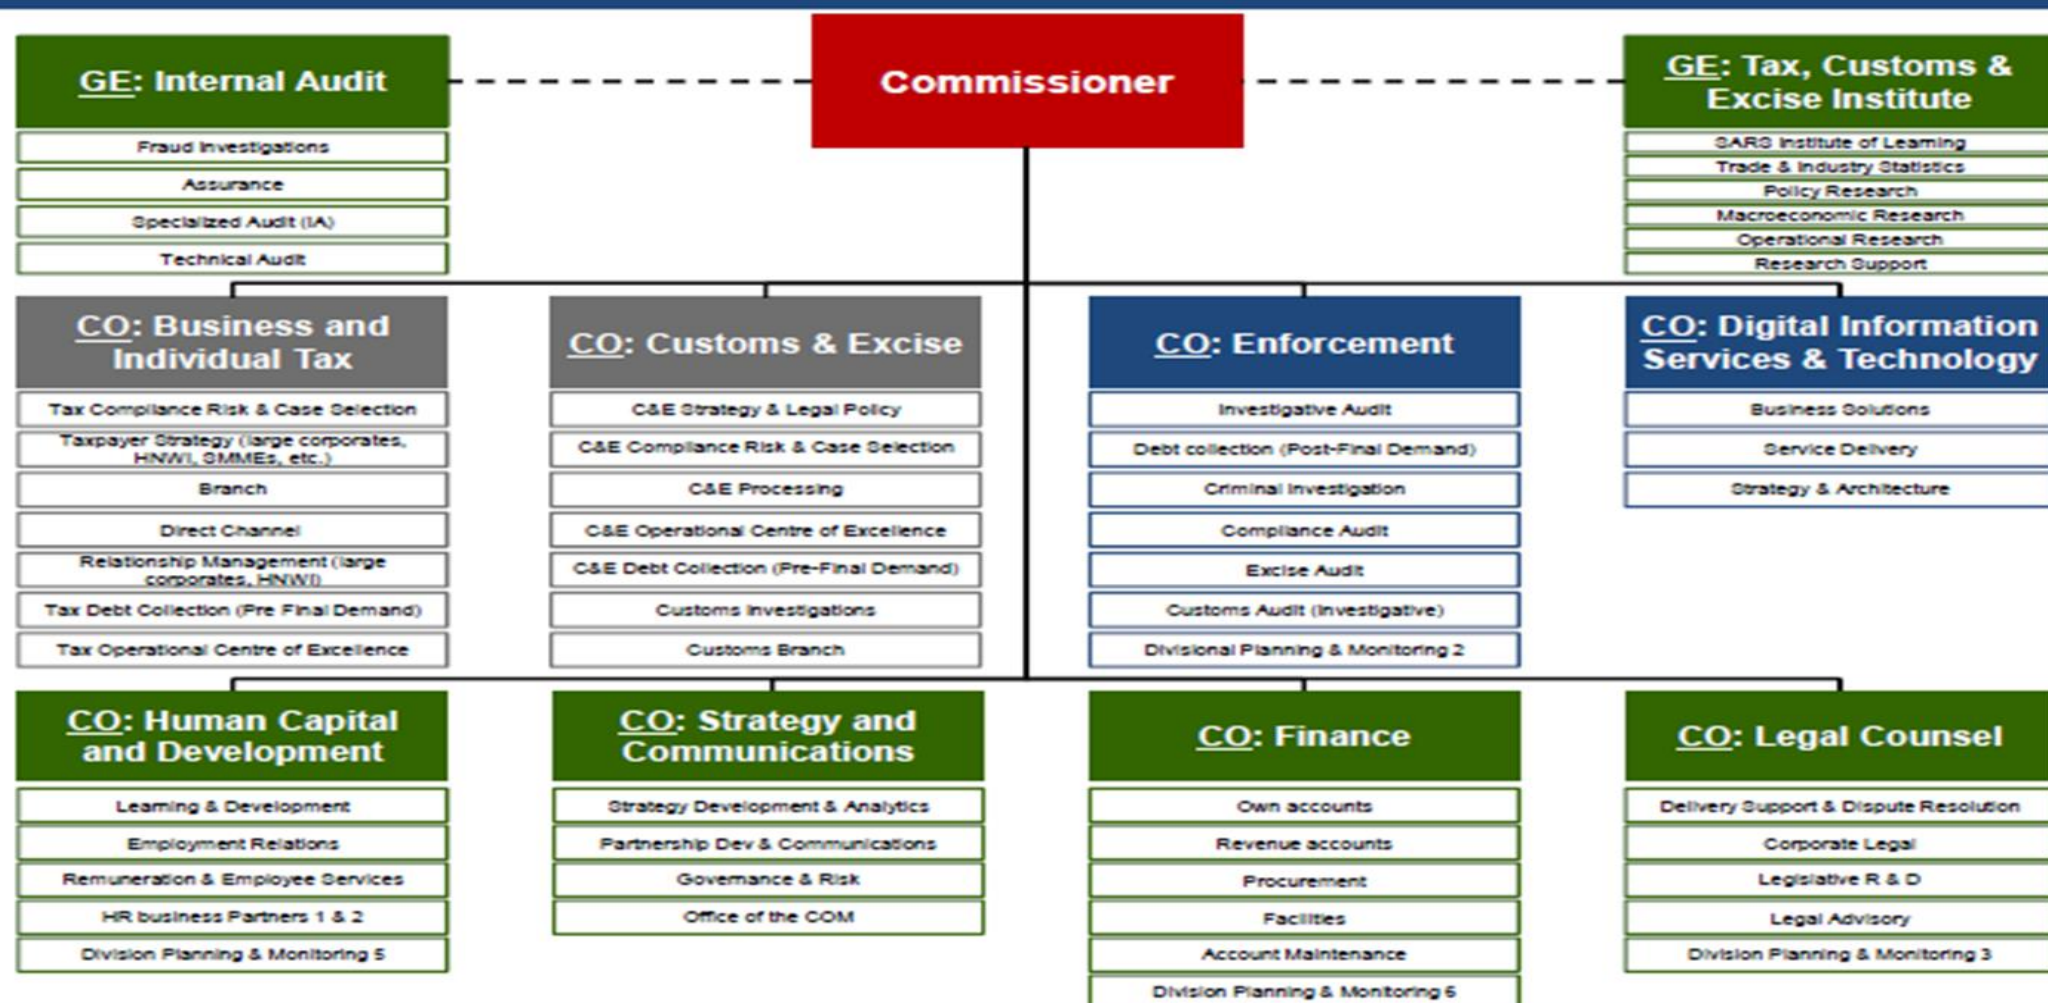 GE: Internal Audit
Fraud Investigations
Assurance
Specialized Audit (IA)
Technical Audit
Commissioner
GE: Tax, Customs &
Excise Institute
SARS Institute of Learning
Trade & Industry Statistics
Policy Research
Macroeconomic Research
Operational Research
Research Support
CO: Business and
Individual Tax
Tax Compliance Risk & Case Selection
Taxpayer Strategy (large corporates,
HNWI, SMMEs, etc.)
Branch
Direct Channel
Relationship Management (large
corporates, HNWI)
Tax Debt Collection (Pre Final Demand)
Tax Operational Centre of Excellence
CO: Customs & Excise
C&E Strategy & Legal Policy
C&E Compliance Risk & Case Selection
C&E Processing
C&E Operational Centre of Excellence
C&E Debt Collection (Pre-Final Demand)
Customs Investigations
Customs Branch
CO: Enforcement
Investigative Audit
Debt collection (Post-Final Demand)
Criminal Investigation
Compliance Audit
Excise Audit
Customs Audit (Investigative)
Divisional Planning & Monitoring 2
CO: Digital Information
Services & Technology
Business Solutions
Service Delivery
Strategy & Architecture
CO: Human Capital
and Development
Learning & Development
Employment Relations
Remuneration & Employee Services
HR business Partners 1 & 2
Division Planning & Monitoring 5
CO: Strategy and
Communications
Strategy Development & Analytics
Partnership Dev & Communications
Governance & Risk
Office of the COM
CO: Finance
Own accounts
Revenue accounts
Procurement
Facilities
Account Maintenance
Division Planning & Monitoring 6
CO: Legal Counsel
Delivery Support & Dispute Resolution
Corporate Legal
Legislative R & D
Legal Advisory
Division Planning & Monitoring 3